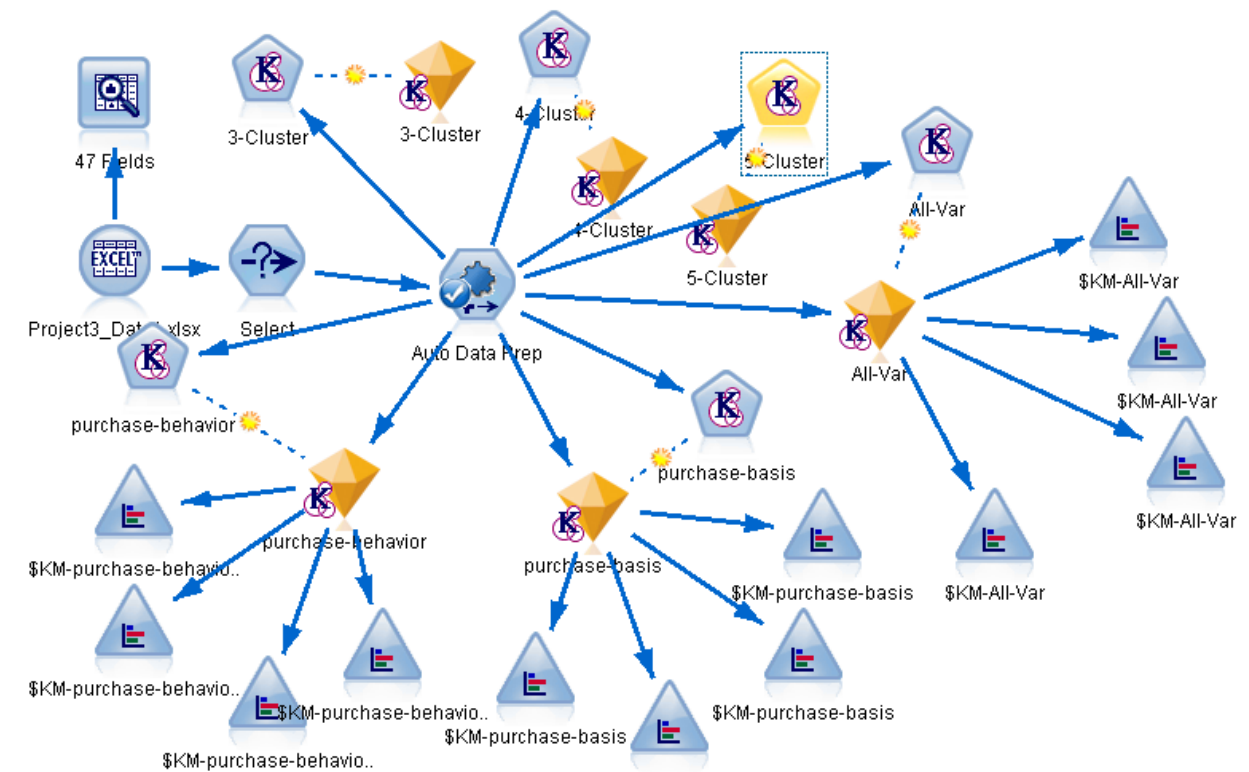 3-Cluster
3-Cluster
4-Cluster
5-Cluster
47 Fields
All-Var
4-Cluster
5-Cluster
EXCEL™
$KM-All-Var
Select
Auto Data Prep
All-Var
$KM-All-Var
purchase-behavior
purchase-basis
$KM-All-Var
purchase-behavior
purchase-basis
$KM-purchase-behavio..
$KM-purchase-basis
$KM-All-Var
$KM-purchase-behavio..
$KM-purchase-behavio..
$KM-purchase-basis
$KM-purchase-basis
$KM-purchase-behavio..